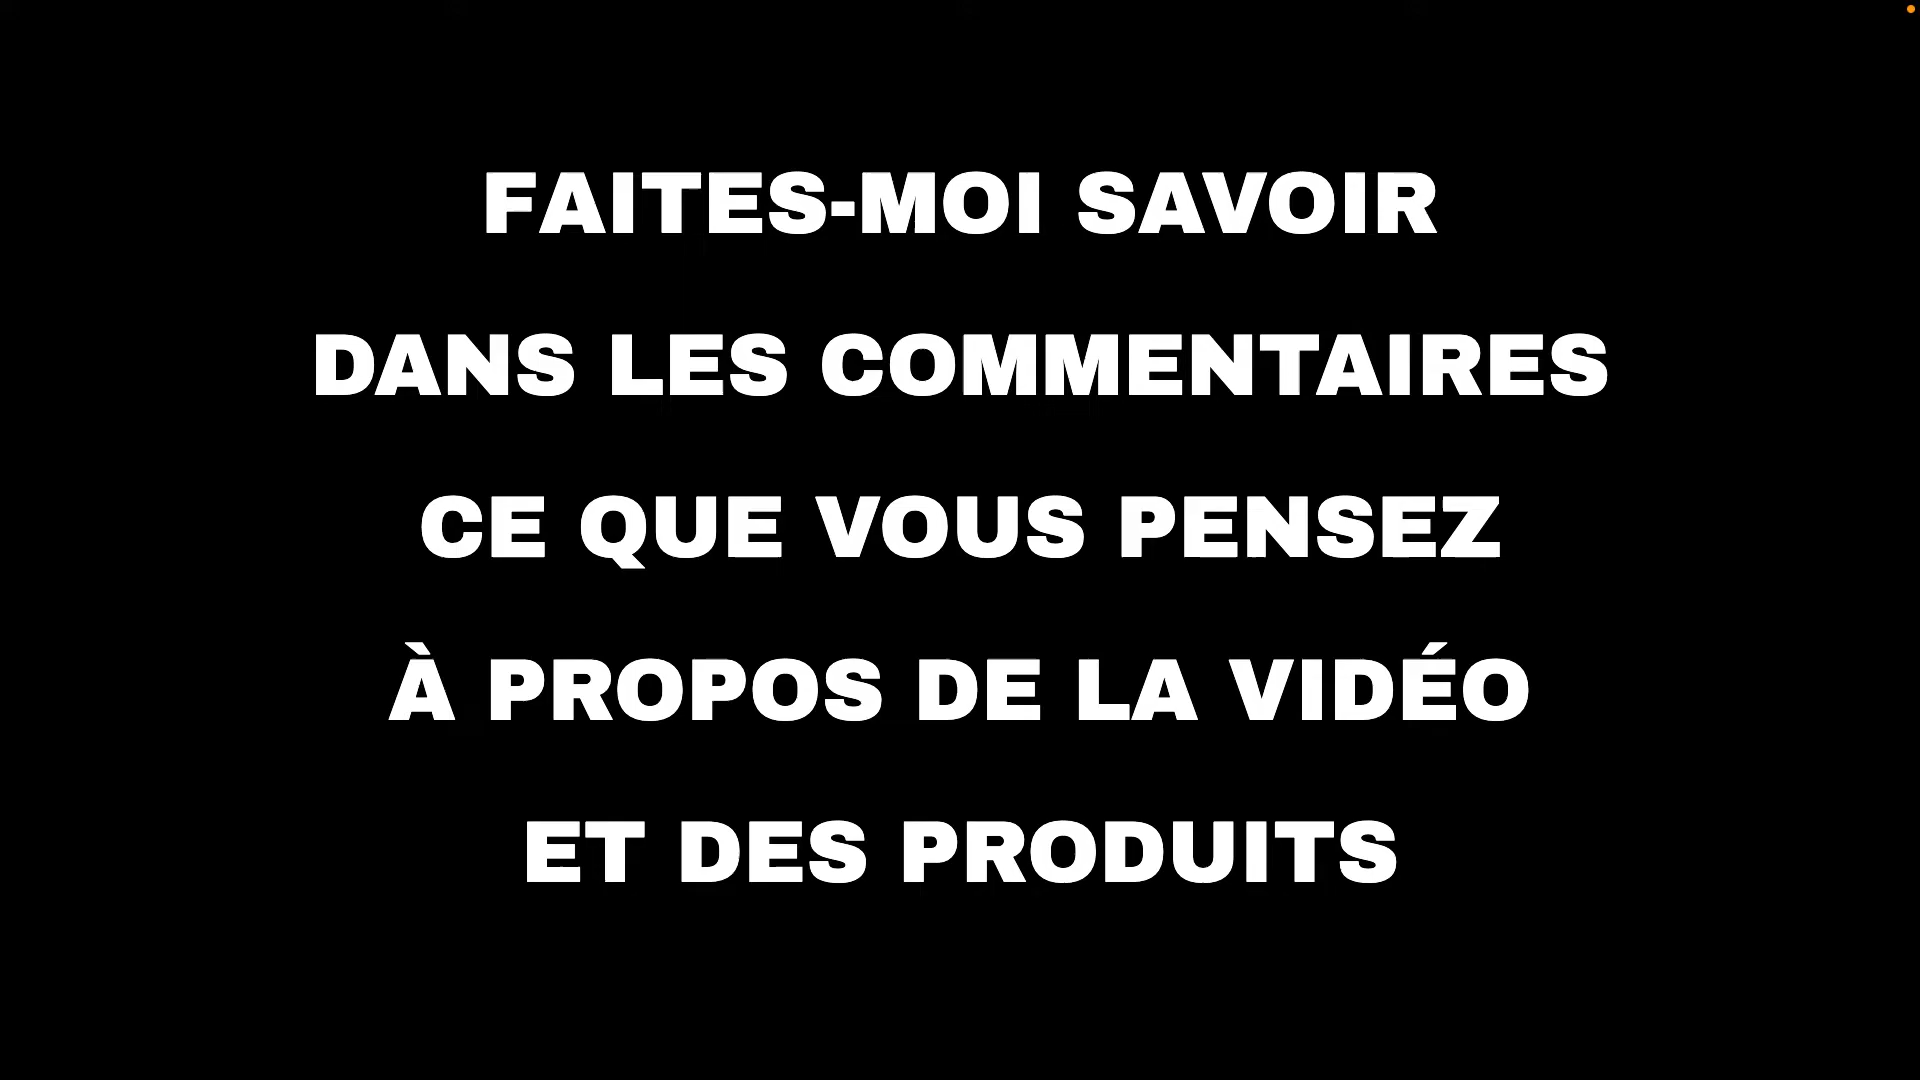 FAITES-MOI SAVOIR
DANS LES COMMENTAIRES
CE QUE VOUS PENSEZ
À PROPOS DE LA VIDÉO
ET DES PRODUITS